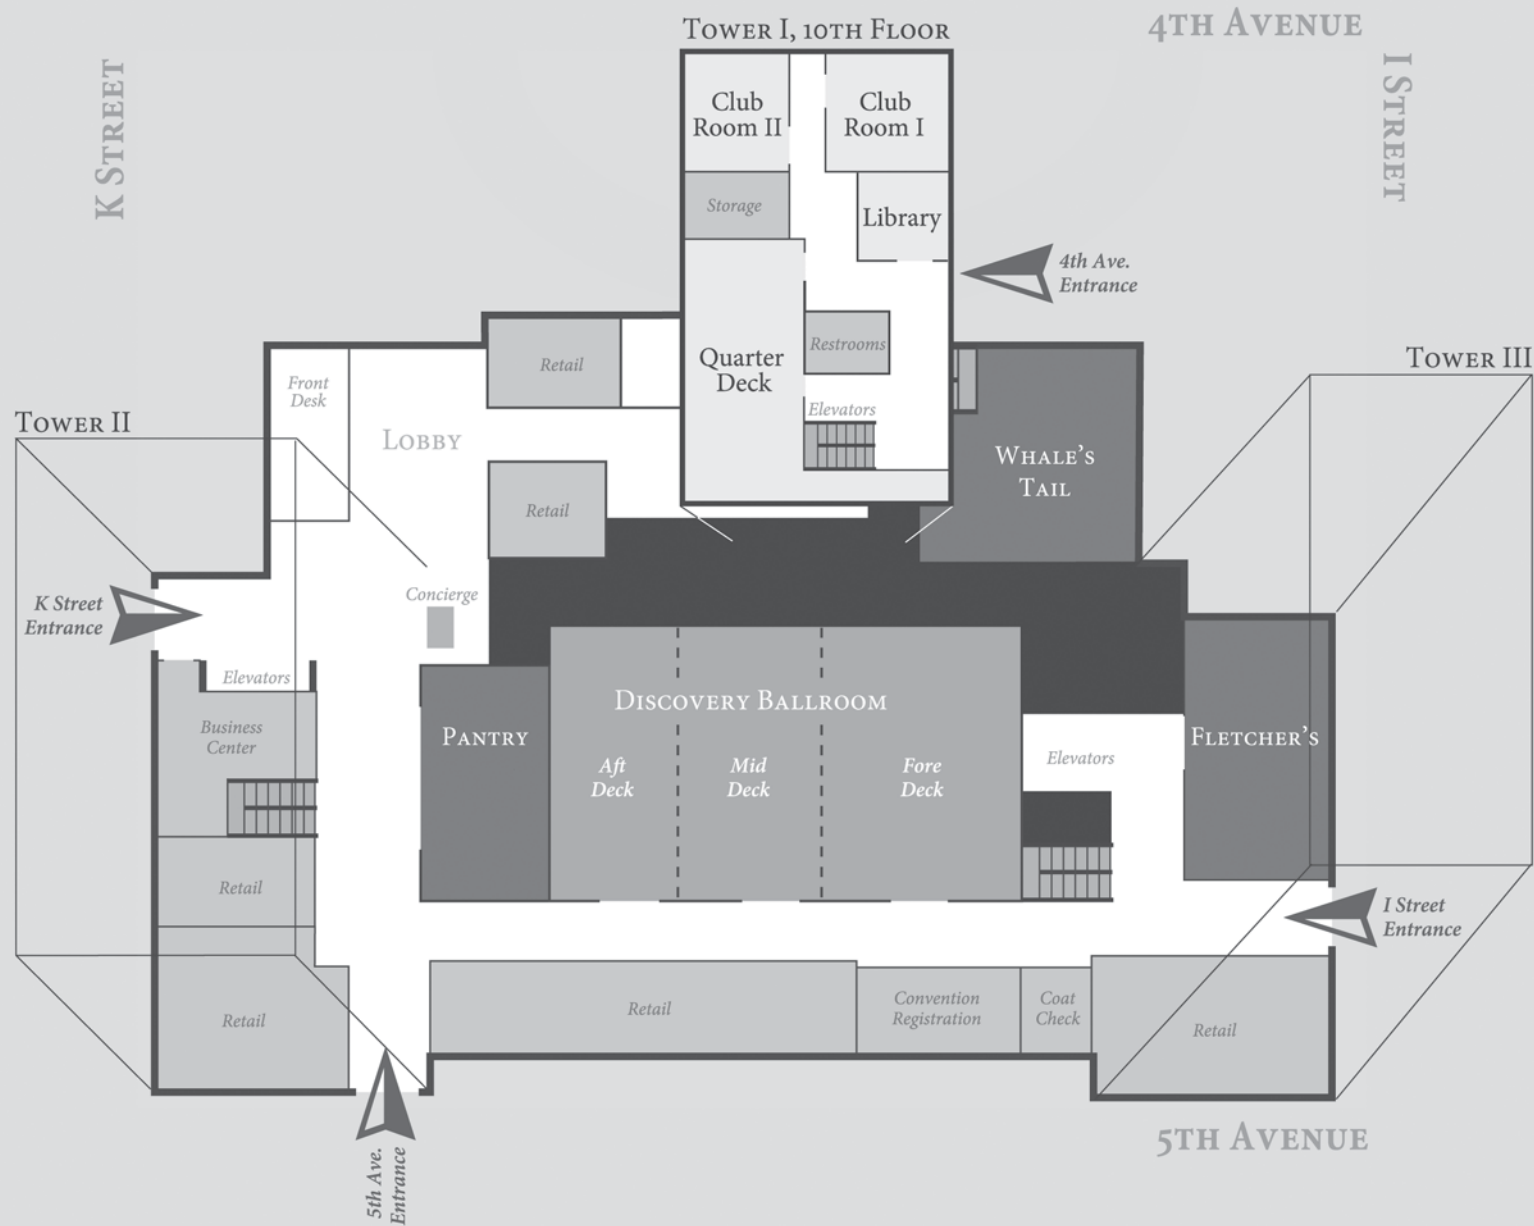 Tower I, 10th Floor
4th Avenue
K Street
I Street
Club
Room II
Club
Room I
Storage
Library
4th Ave.
Entrance
Quarter
Deck
Restrooms
Elevators
Retail
Front
Desk
Lobby
Tower II
Tower III
Whale's
Tail
Retail
K Street
Entrance
Concierge
Elevators
Business
Center
Pantry
Discovery Ballroom
Aft
Deck
Mid
Deck
Fore
Deck
Elevators
Fletcher's
Retail
I Street
Entrance
Retail
Retail
Convention
Registration
Coat
Check
Retail
5th Avenue
5th Ave.
Entrance